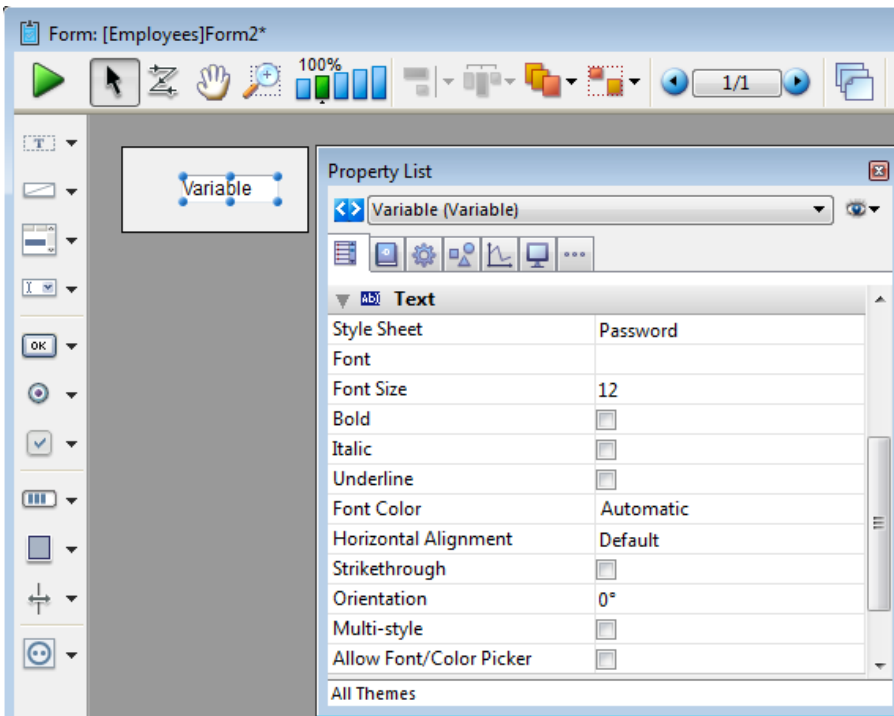 Form: [Employees]Form2*
100%
1/1
T
Variable
Property List
Variable (Variable)
Text
Style Sheet Password
Font
Font Size 12
Bold
Italic
Underline
Font Color Automatic
Horizontal Alignment Default
Strikethrough
Orientation 0°
Multi-style
Allow Font/Color Picker
All Themes
OK